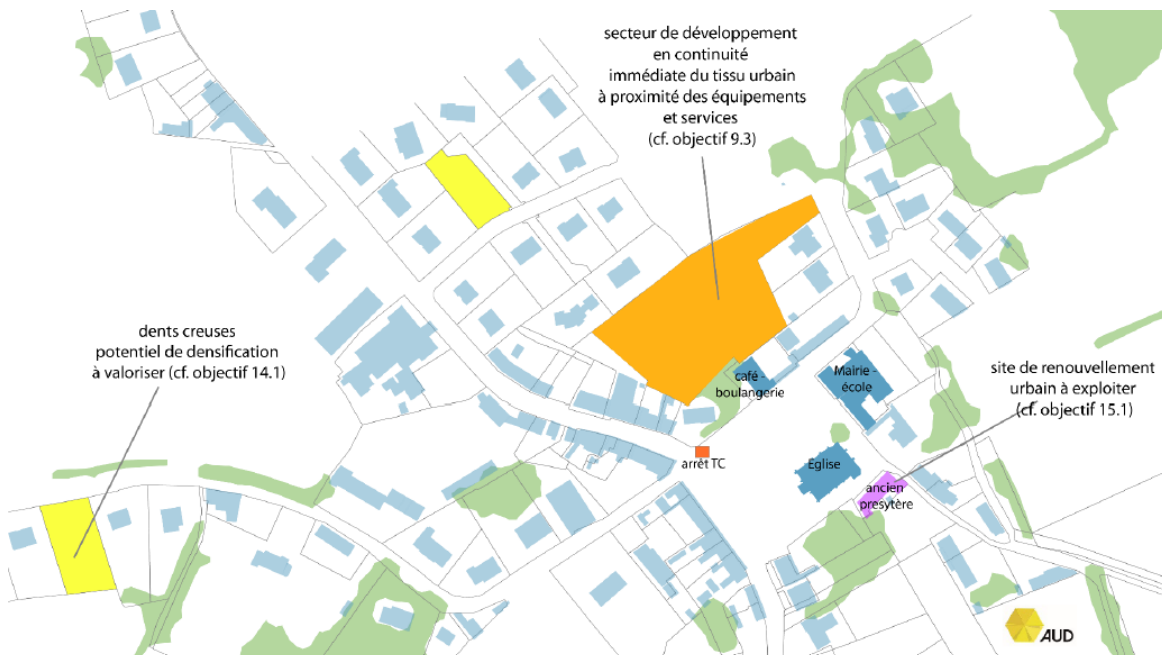 secteur de développement
en continuité
immédiate du tissu urbain
à proximité des équipements
et services
(cf. objectif 9.3)
dents creuses
potentiel de densification
à valoriser (cf. objectif 14.1)
site de renouvellement
urbain à exploiter
(cf. objectif 15.1)
café -
boulangerie
Mairie -
école
arrêt TC
Église
ancien
presytère
AUD